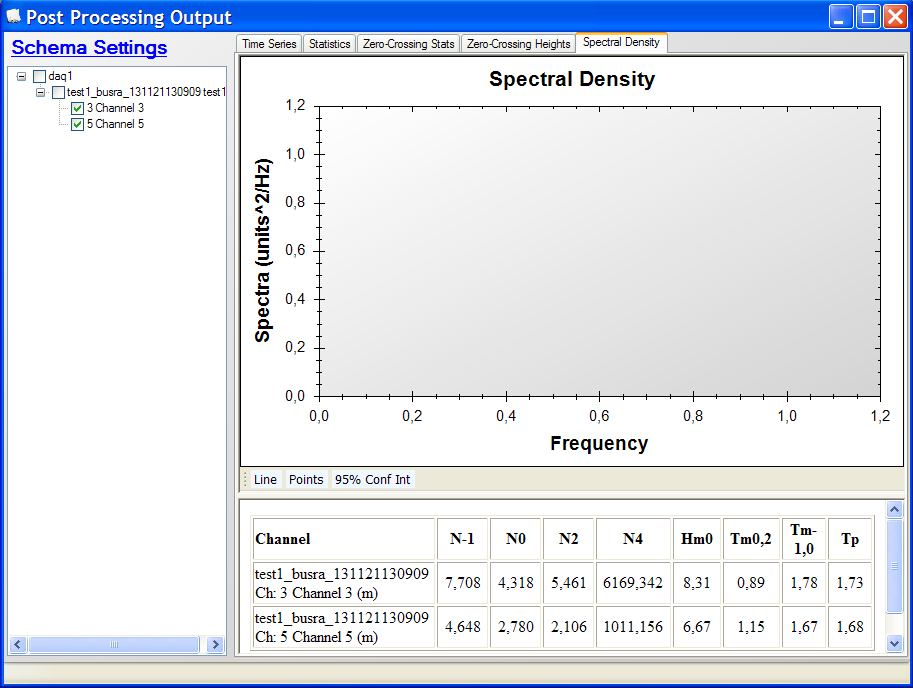 Post Processing Output
Schema Settings
daq1
test1_busra_131121130909 test1
3 Channel 3
5 Channel 5
Time Series
Statistics
Zero-Crossing Stats
Zero-Crossing Heights
Spectral Density
Spectral Density
Spectra (units^2/Hz)
1,2
1,0
0,8
0,6
0,4
0,2
0,0
0,0 0,2 0,4 0,6 0,8 1,0 1,2
Frequency
Line Points 95% Conf Int
Channel N-1 N0 N2 N4 Hm0 Tm0,2 Tm-
1,0 Tp
test1_busra_131121130909
Ch: 3 Channel 3 (m) 7,708 4,318 5,461 6169,342 8,31 0,89 1,78 1,73
test1_busra_131121130909
Ch: 5 Channel 5 (m) 4,648 2,780 2,106 1011,156 6,67 1,15 1,67 1,68